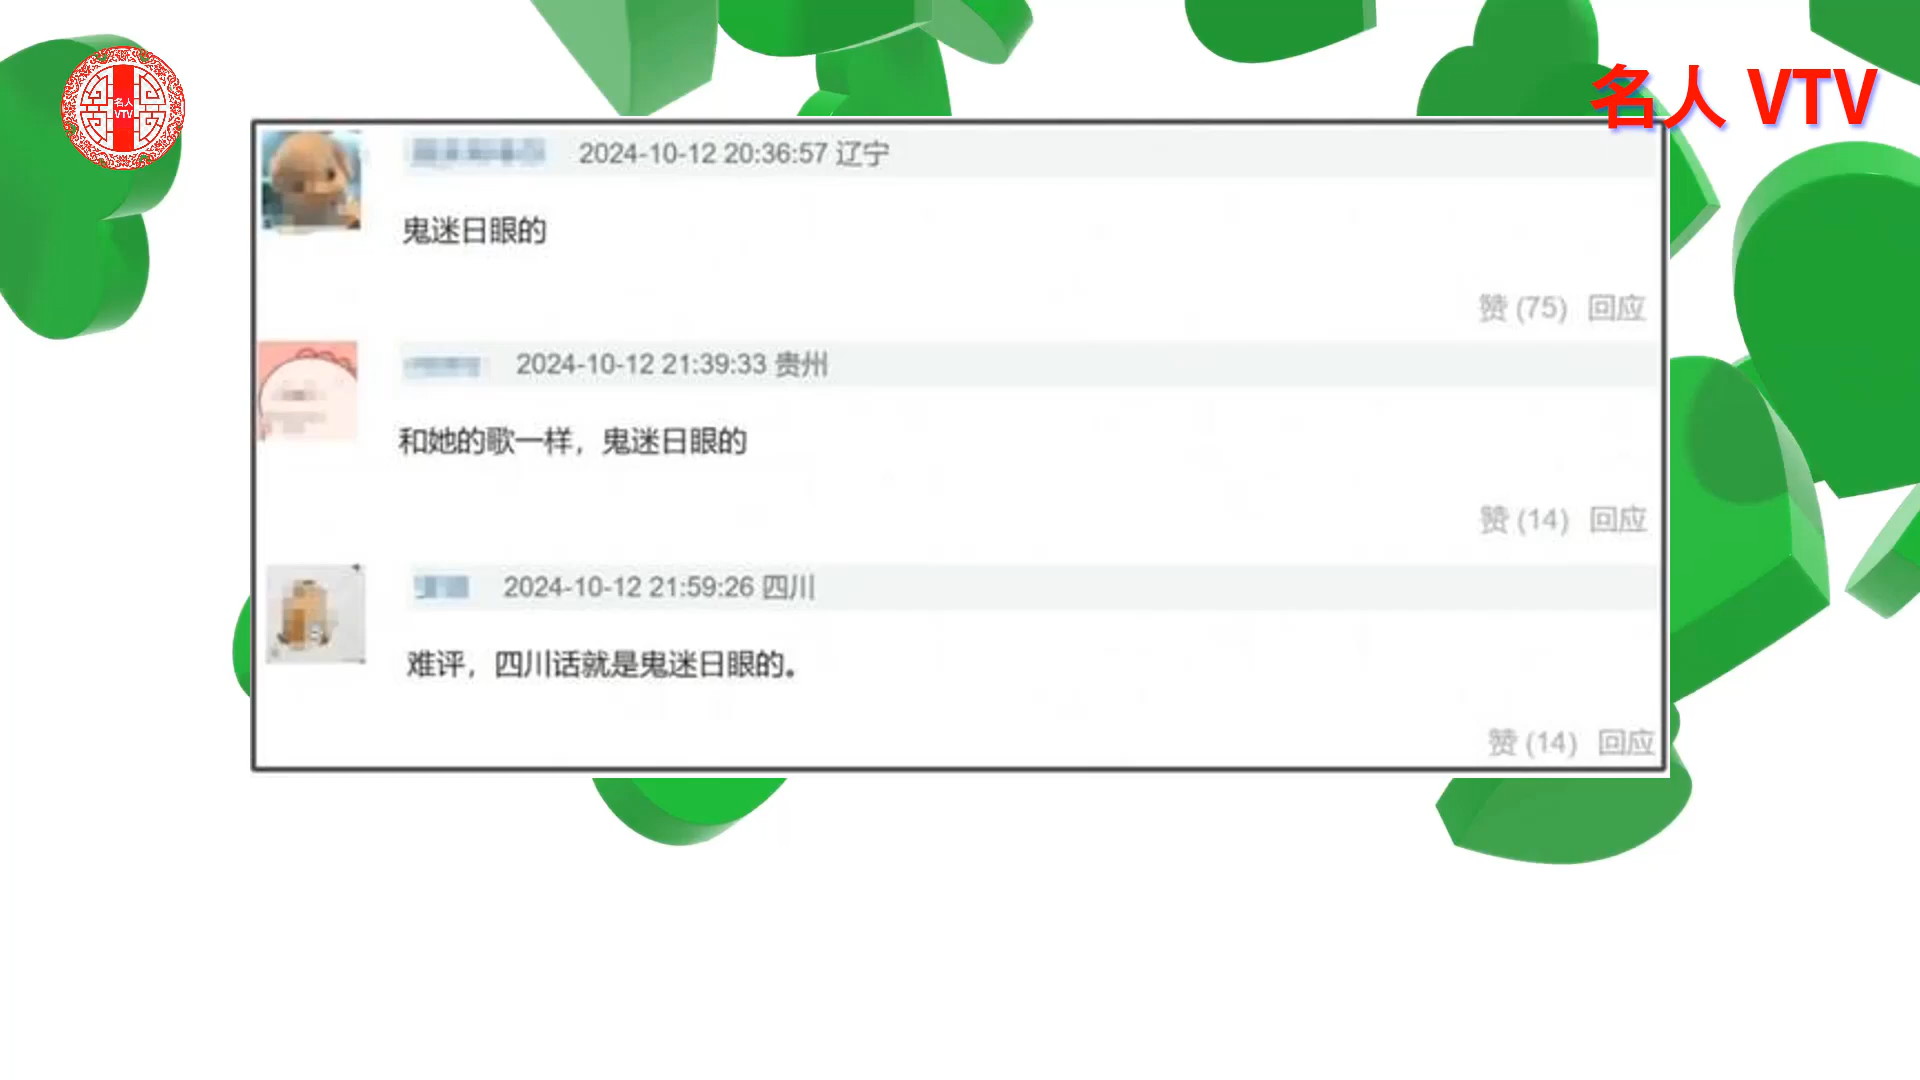 名人
VTV
名人 VTV
2024-10-12 20:36:57 辽宁
鬼迷日眼的
赞 (75) 回应
2024-10-12 21:39:33 贵州
和她的歌一样，鬼迷日眼的
赞 (14) 回应
2024-10-12 21:59:26 四川
难评，四川话就是鬼迷日眼的。
赞 (14) 回应